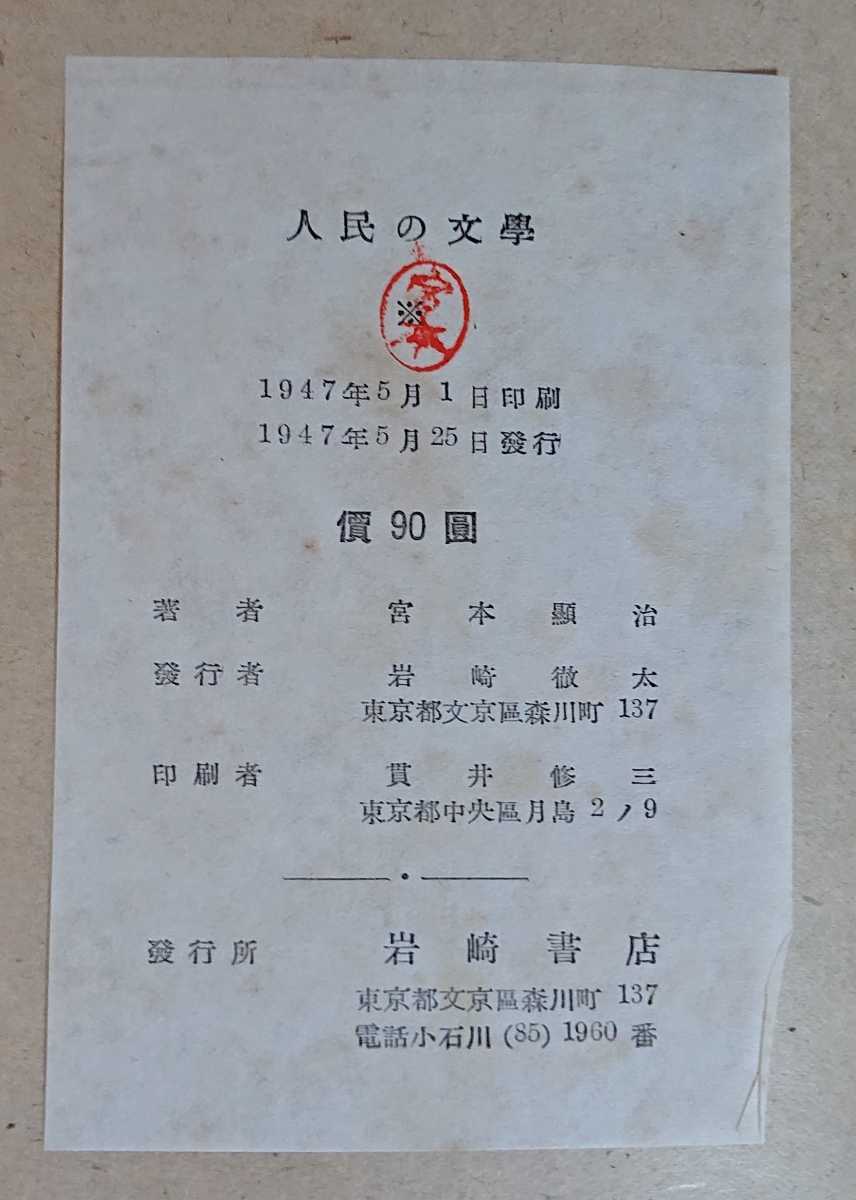 人民の文學
宮本
※
1947年5月1日印刷
1947年5月25日發行
價 90 圓
著者 宮本顯治
發行者 岩崎徹太
東京都文京區森川町 137
印刷者 貫井修三
東京都中央區月島 2ノ9
發行所 岩崎書店
東京都文京區森川町 137
電話小石川 (85) 1960 番